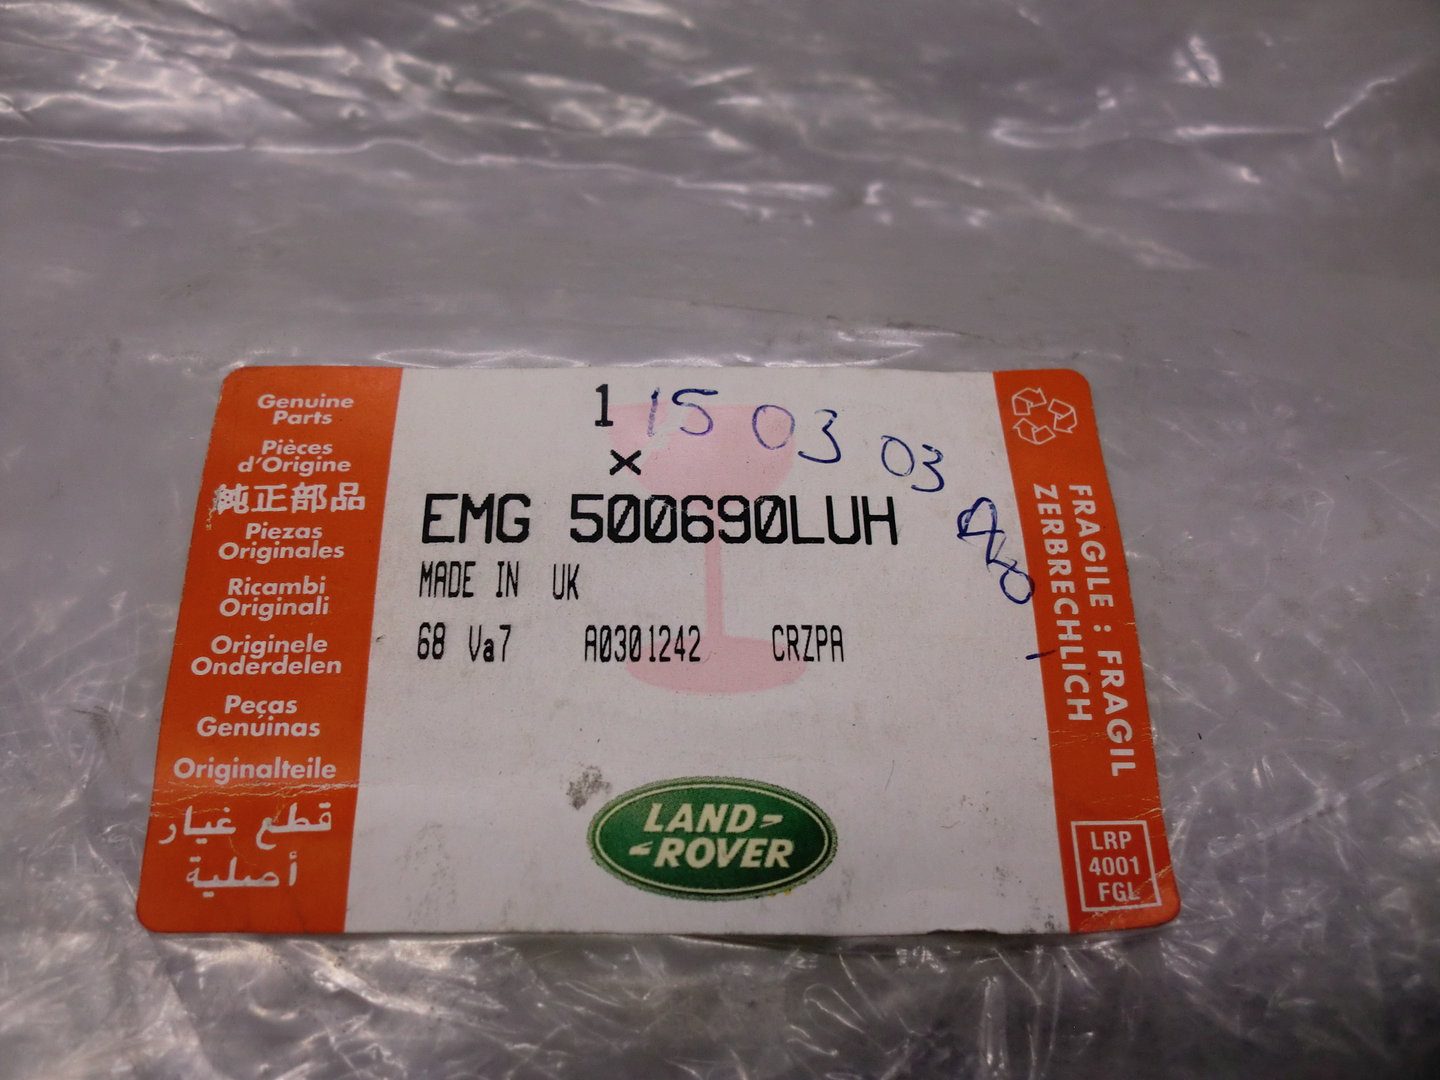 Genuine
Parts
Pièces
d'Origine
純正部品
Piezas
Originales
Ricambi
Originali
Originele
Onderdelen
Peças
Genuínas
Originalteile
قطع غيار
أصلية
1 15 03 03
x
EMG 500690LUH
MADE IN UK
68 Va7 A0301242 CRZPA
LAND-
-ROVER
FRAGILE : FRAGIL
ZERBRECHLICH
LRP
4001
FGL